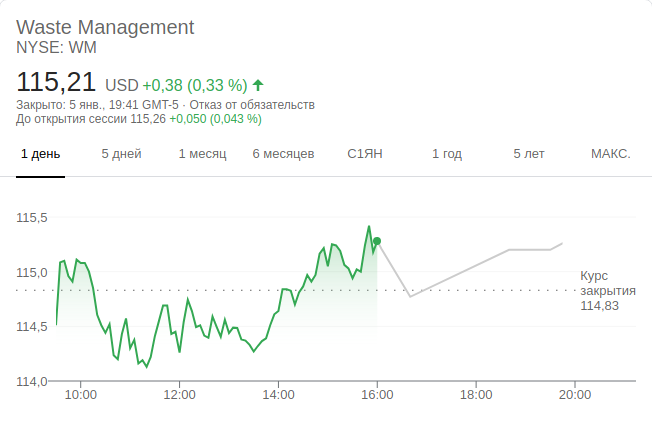 Waste Management
NYSE: WM
115,21 USD +0,38 (0,33 %)
Закрыто: 5 янв., 19:41 GMT-5 · Отказ от обязательств
До открытия сессии 115,26 +0,050 (0,043 %)
1 день 5 дней 1 месяц 6 месяцев С1ЯН 1 год 5 лет МАКС.
115,5
115,0
Курс
закрытия
114,83
114,5
114,0
10:00 12:00 14:00 16:00 18:00 20:00